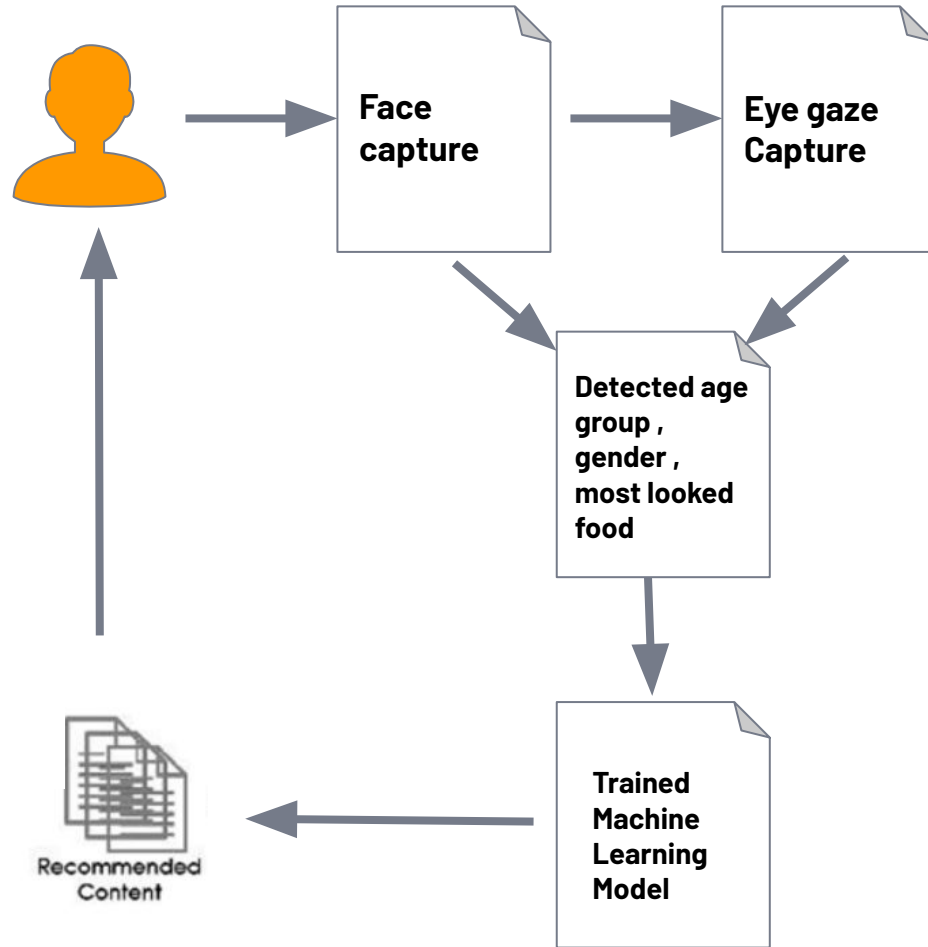 Face
capture
Eye gaze
Capture
Detected age
group ,
gender ,
most looked
food
Trained
Machine
Learning
Model
Recommended
Content